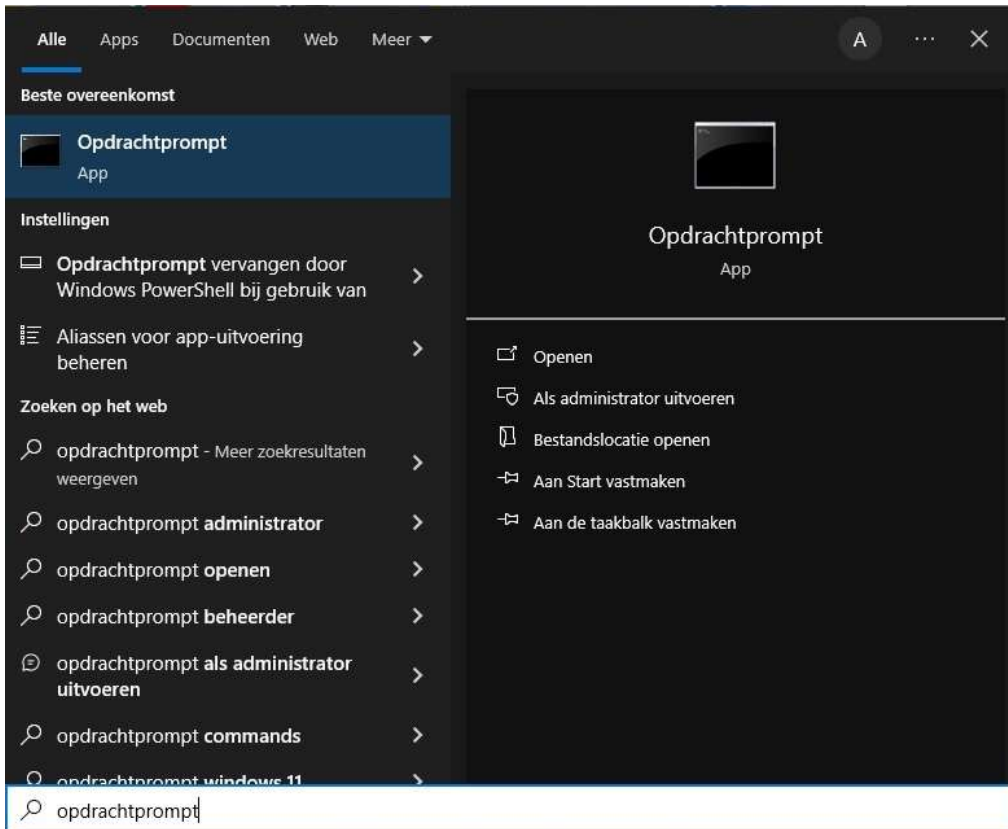 Alle Apps Documenten Web Meer
A
Beste overeenkomst
Opdrachtprompt
App
Instellingen
Opdrachtprompt vervangen door
Windows PowerShell bij gebruik van
Aliassen voor app-uitvoering
beheren
Zoeken op het web
opdrachtprompt - Meer zoekresultaten
weergeven
opdrachtprompt administrator
opdrachtprompt openen
opdrachtprompt beheerder
opdrachtprompt als administrator
uitvoeren
opdrachtprompt commands
opdrachtprompt windows 11
Opdrachtprompt
App
Openen
Als administrator uitvoeren
Bestandslocatie openen
Aan Start vastmaken
Aan de taakbalk vastmaken
opdrachtprompt